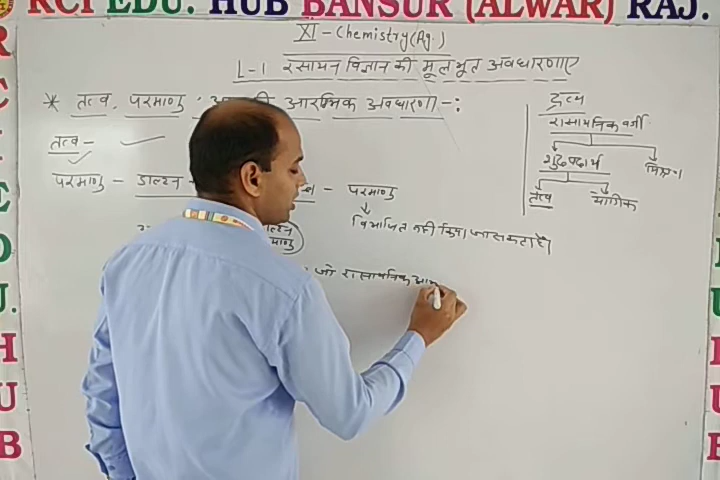 RCI EDU. HUB BANSUR (ALWAR) RAJ.
XI - Chemistry (Ag.)
L-1 रसायन विज्ञान की मूलभूत अवधारणाएं
* तत्व, परमाणु आरम्भिक अवधारणा -:
तत्व -
परमाणु - डाल्टन - परमाणु
विभाजित नहीं किया जा सकता है।
जो रासायनिक
द्रव्य
रासायनिक वर्गी
शुद्ध पदार्थ
मिश्रण
तत्व
यौगिक